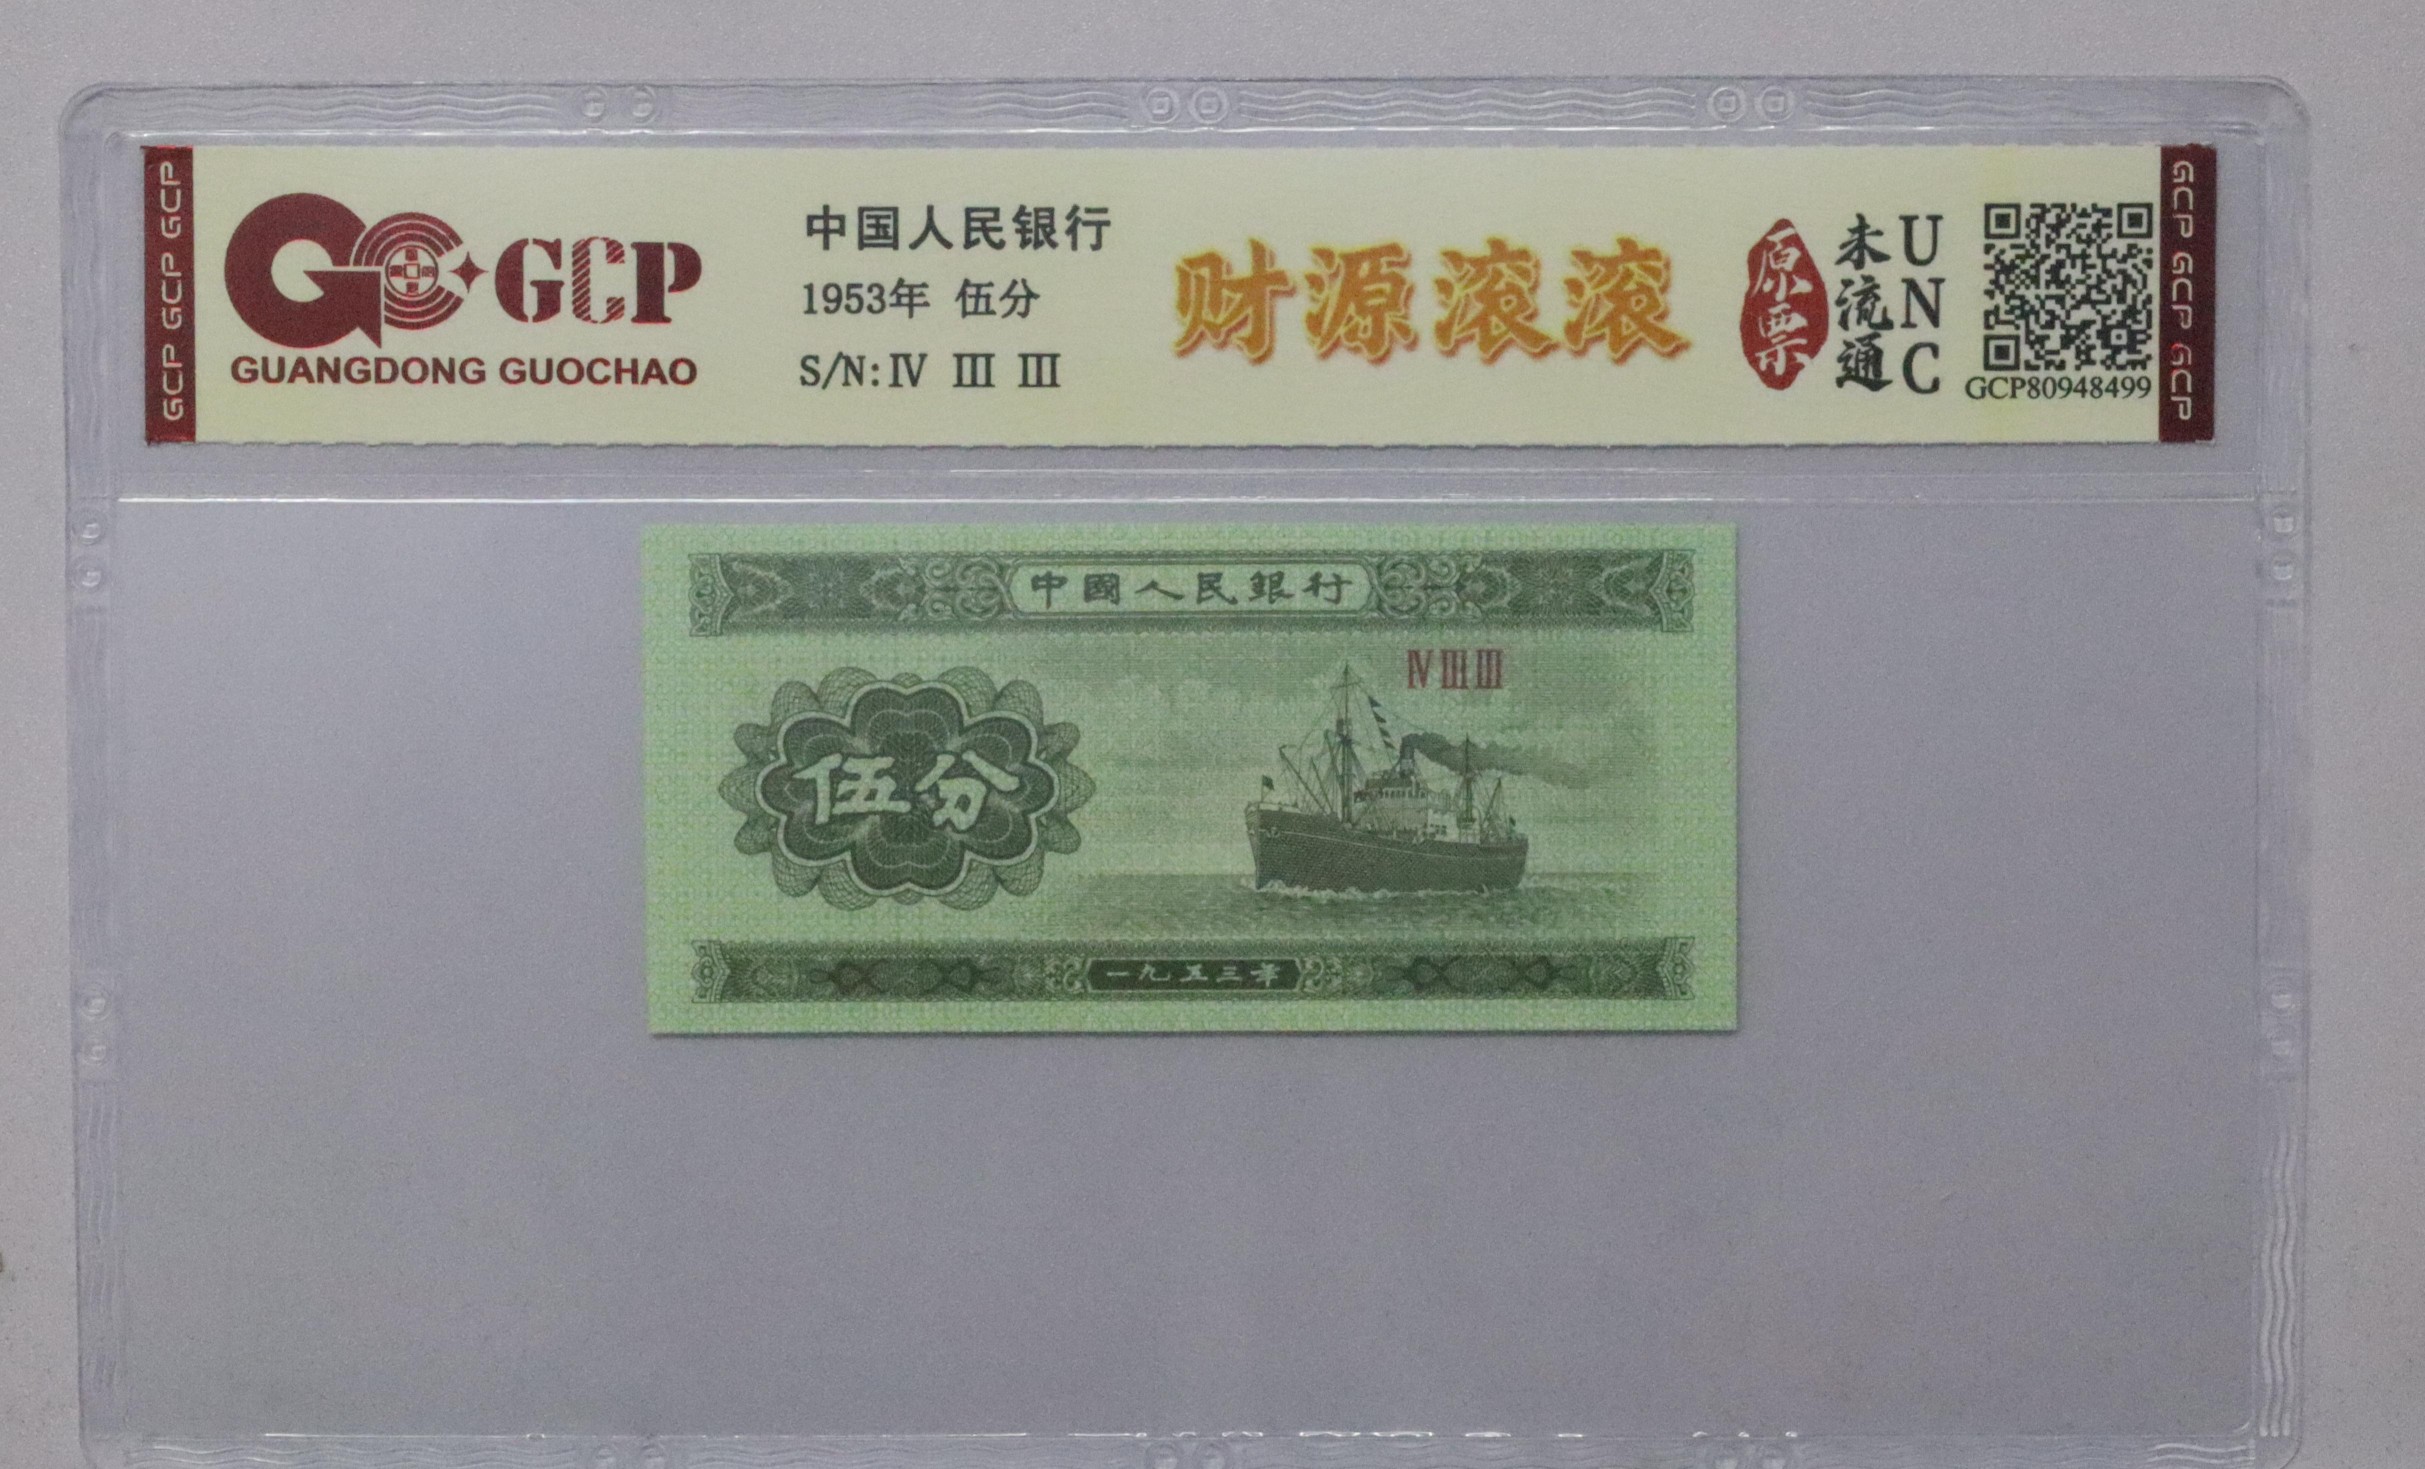 GCP GCP GCP
GCP
GUANGDONG GUOCHAO
中国人民银行
1953年 伍分
S/N: IV III III
财源滚滚
原票
未流通
UNC
GCP80948499
GCP GCP GCP
中國人民銀行
IV III III
伍分
一九五三年